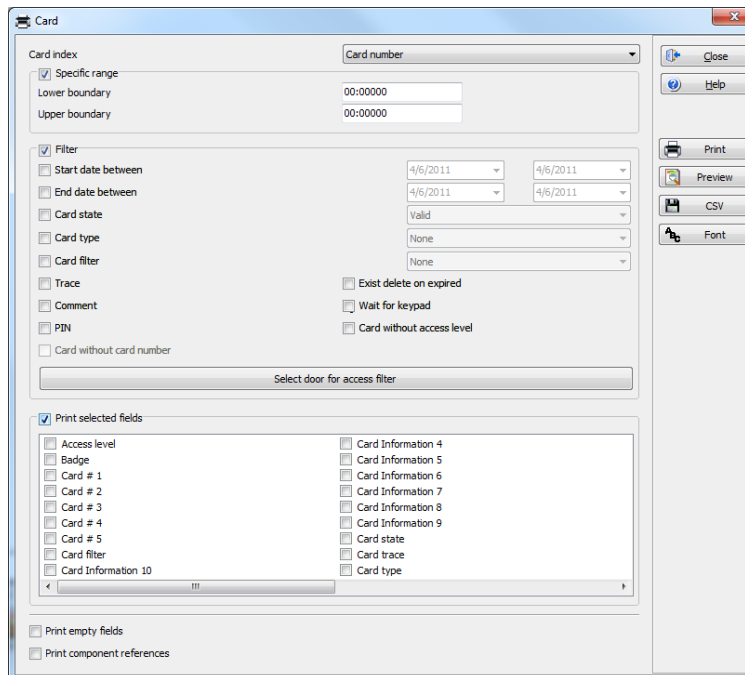 Card
Card index Card number
Specific range
Lower boundary 00:00000
Upper boundary 00:00000
Filter
Start date between 4/6/2011 4/6/2011
End date between 4/6/2011 4/6/2011
Card state Valid
Card type None
Card filter None
Trace Exist delete on expired
Comment Wait for keypad
PIN Card without access level
Card without card number
Select door for access filter
Print selected fields
Access level Card Information 4
Badge Card Information 5
Card # 1 Card Information 6
Card # 2 Card Information 7
Card # 3 Card Information 8
Card # 4 Card Information 9
Card # 5 Card state
Card filter Card trace
Card Information 10 Card type
Print empty fields
Print component references
Close
Help
Print
Preview
CSV
ABC Font